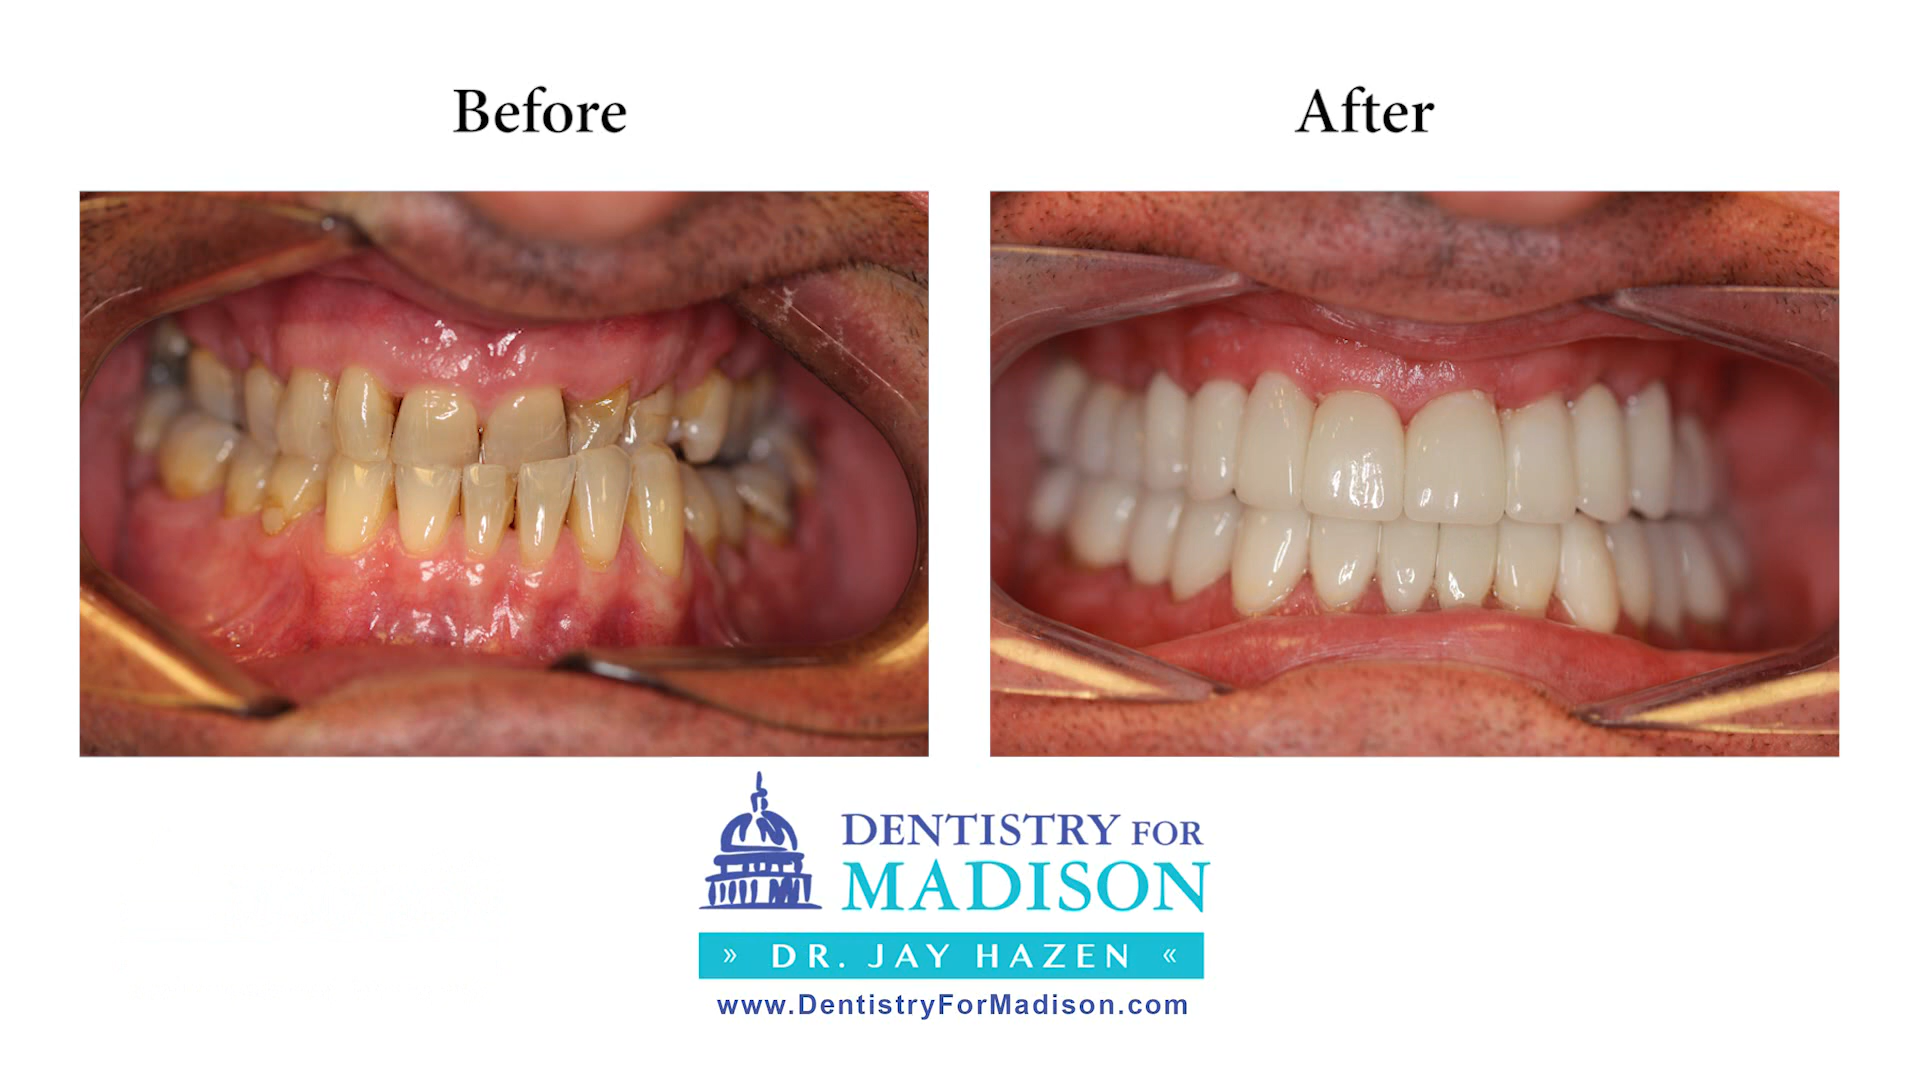 Before
After
DENTISTRY FOR
MADISON
» DR. JAY HAZEN «
www.DentistryForMadison.com